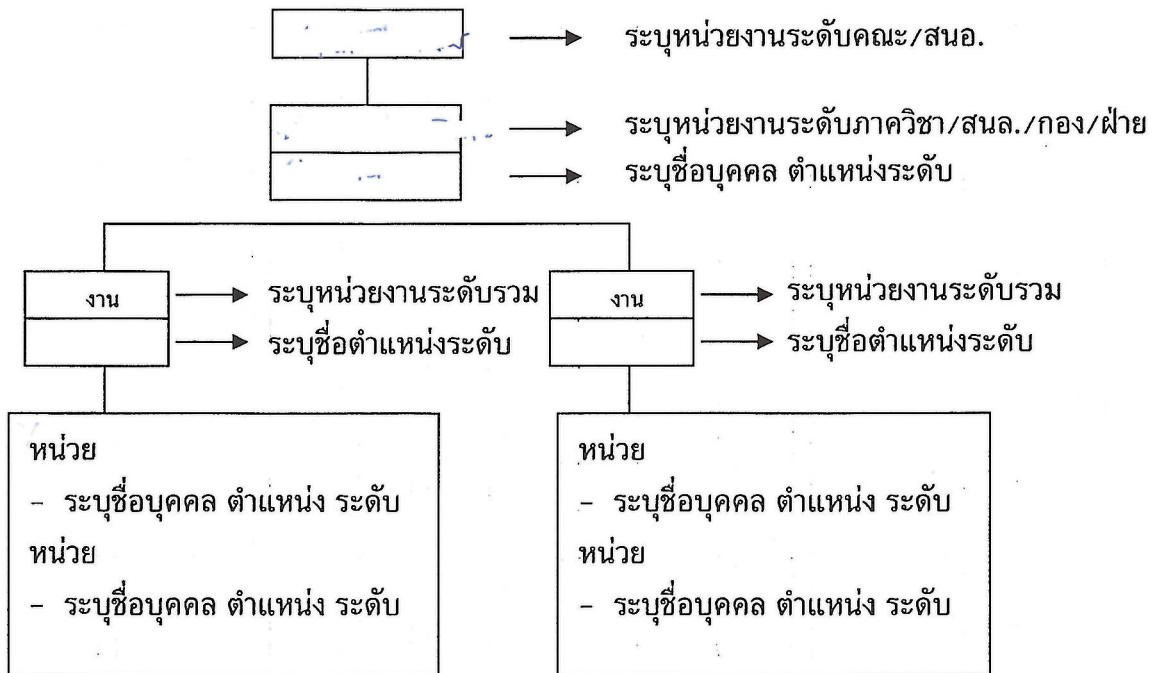 ระบุหน่วยงานระดับคณะ/สนอ.
ระบุหน่วยงานระดับภาควิชา/สนล./กอง/ฝ่าย
ระบุชื่อบุคคล ตำแหน่งระดับ
งาน
ระบุหน่วยงานระดับรวม
ระบุชื่อตำแหน่งระดับ
งาน
ระบุหน่วยงานระดับรวม
ระบุชื่อตำแหน่งระดับ
หน่วย
- ระบุชื่อบุคคล ตำแหน่ง ระดับ
หน่วย
- ระบุชื่อบุคคล ตำแหน่ง ระดับ
หน่วย
- ระบุชื่อบุคคล ตำแหน่ง ระดับ
หน่วย
- ระบุชื่อบุคคล ตำแหน่ง ระดับ